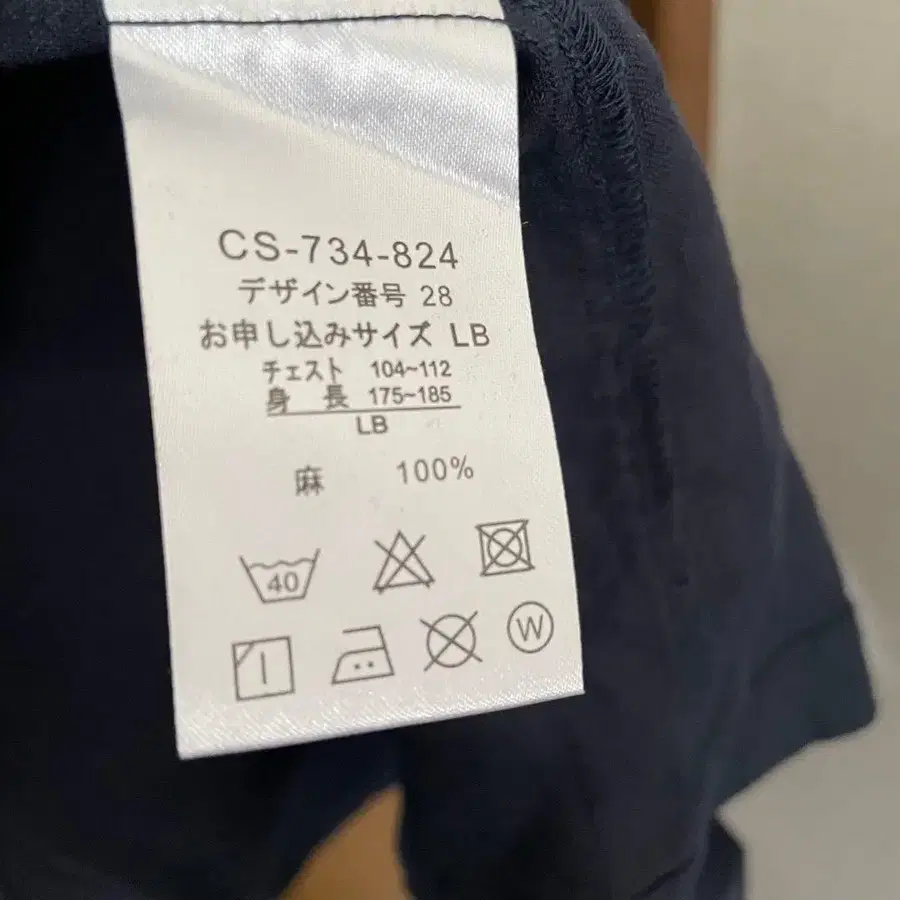 CS-734-824
デザイン番号 28
お申し込みサイズ LB
チェスト 104~112
身 長 175~185
LB
麻 100%
40
W